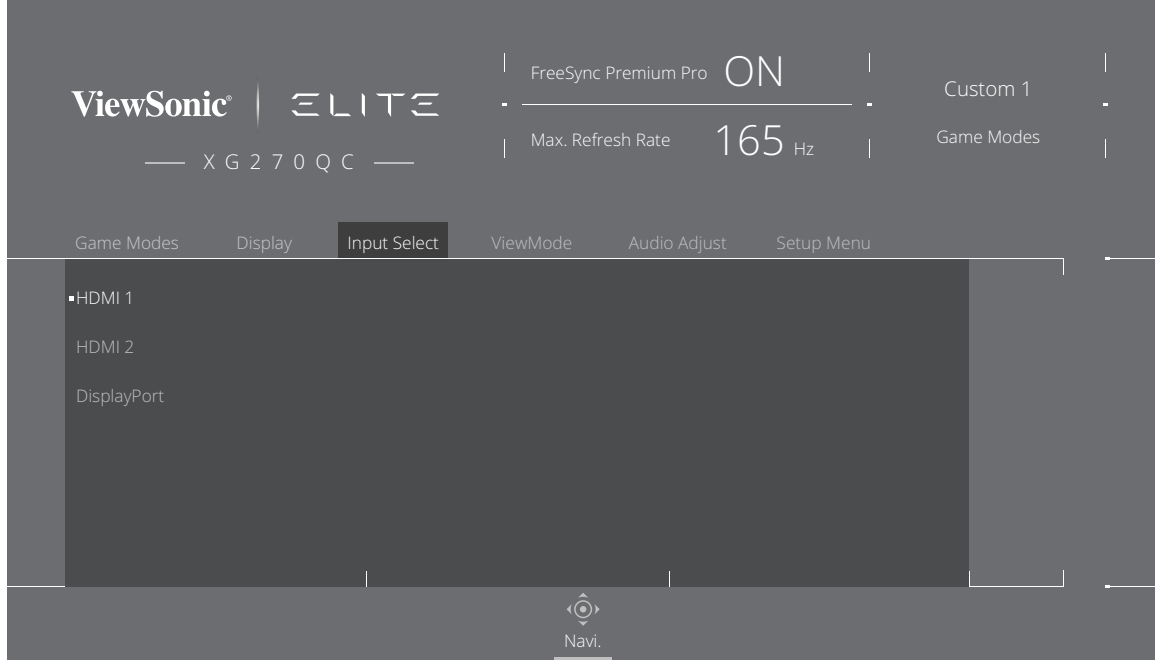 ViewSonic® ELITE
XG270QC
FreeSync Premium Pro ON
Max. Refresh Rate 165 Hz
Custom 1
Game Modes
Game Modes Display Input Select ViewMode Audio Adjust Setup Menu
HDMI 1
HDMI 2
DisplayPort
Navi.